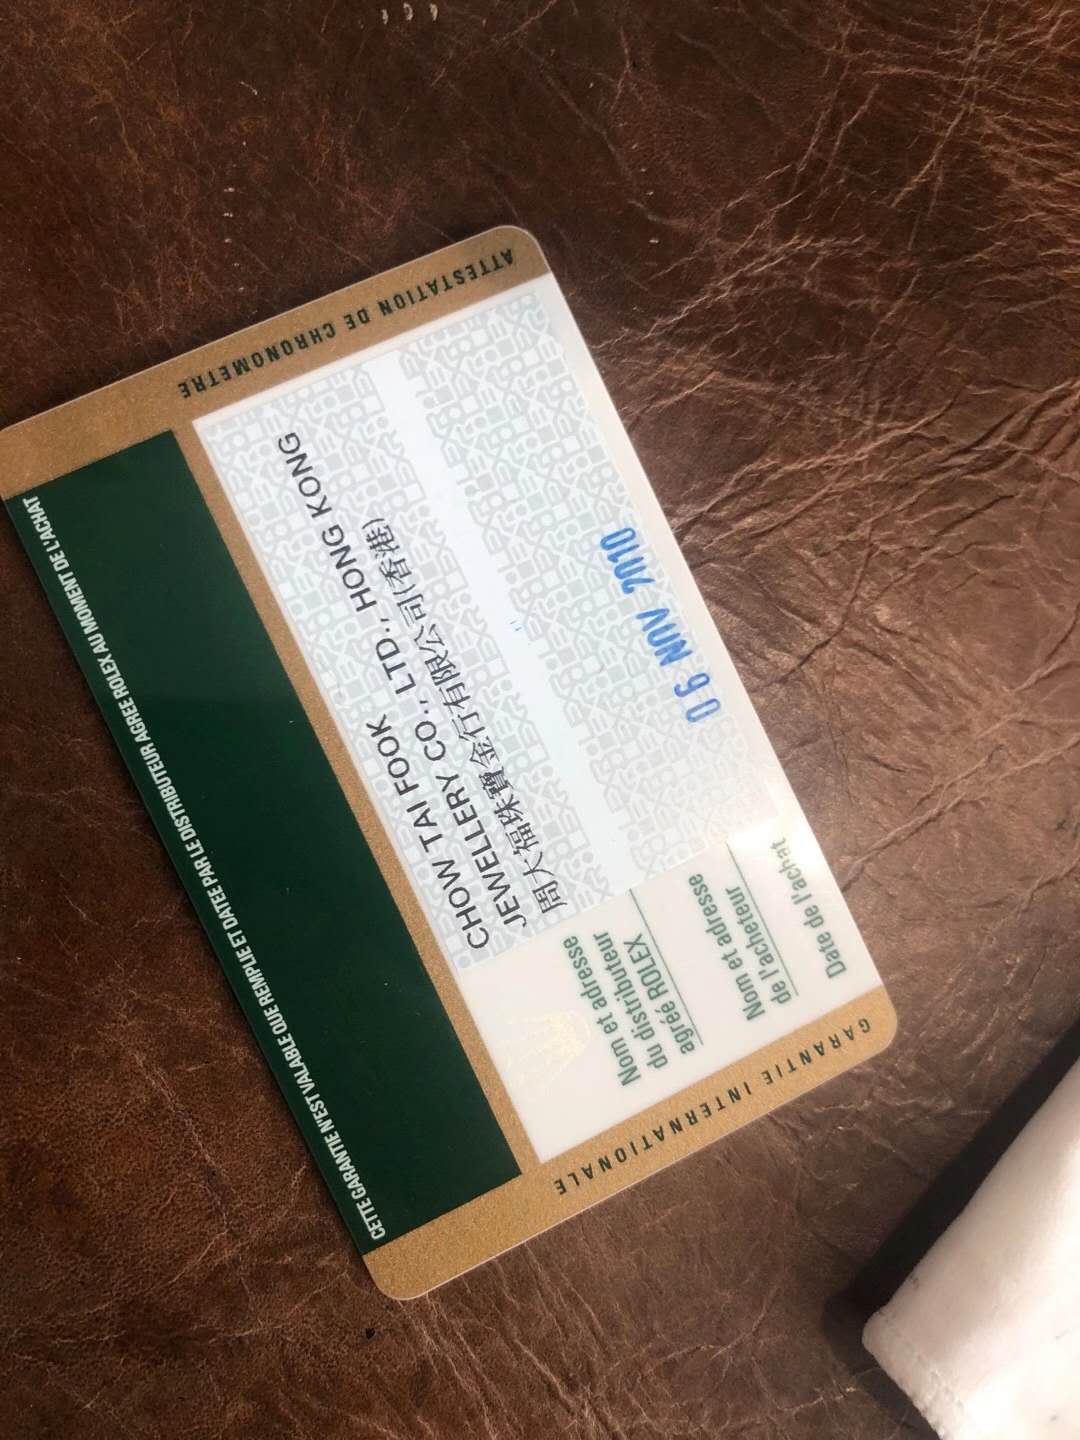 ATTESTATION DE CHRONOMETRE
CETTE GARANTIE N'EST VALABLE QUE REMPLIE ET DATEE PAR LE DISTRIBUTEUR AGREE ROLEX AU MOMENT DE L'ACHAT
CHOW TAI FOOK
JEWELLERY CO., LTD., HONG KONG
周大福珠寶金行有限公司(香港)
Nom et adresse
du distributeur
agréé ROLEX
Nom et adresse
de l'acheteur
Date de l'achat
06 NOV 2010
GARANTIE INTERNATIONALE